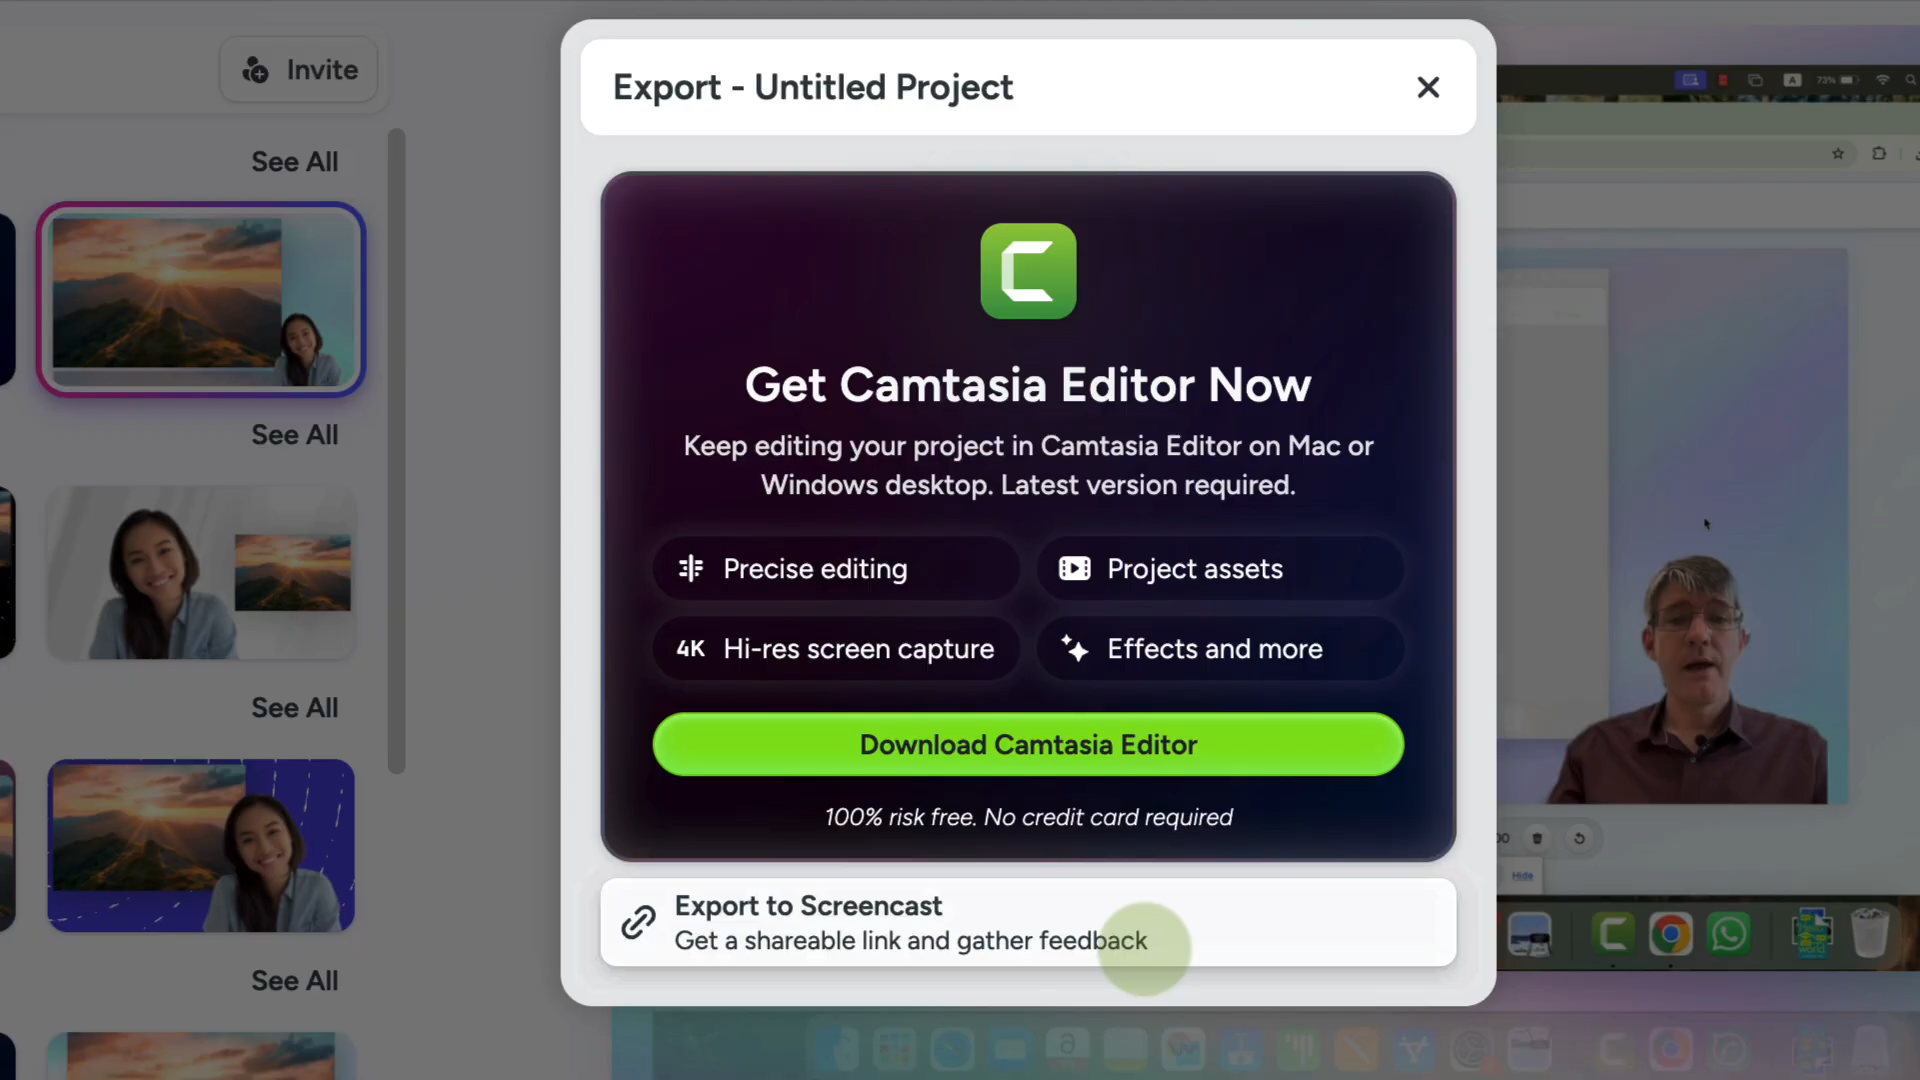 Invite
See All
See All
See All
See All
Export - Untitled Project
Get Camtasia Editor Now
Keep editing your project in Camtasia Editor on Mac or
Windows desktop. Latest version required.
Precise editing
Project assets
4K Hi-res screen capture
Effects and more
Download Camtasia Editor
100% risk free. No credit card required
Export to Screencast
Get a shareable link and gather feedback
A
73%
Hide